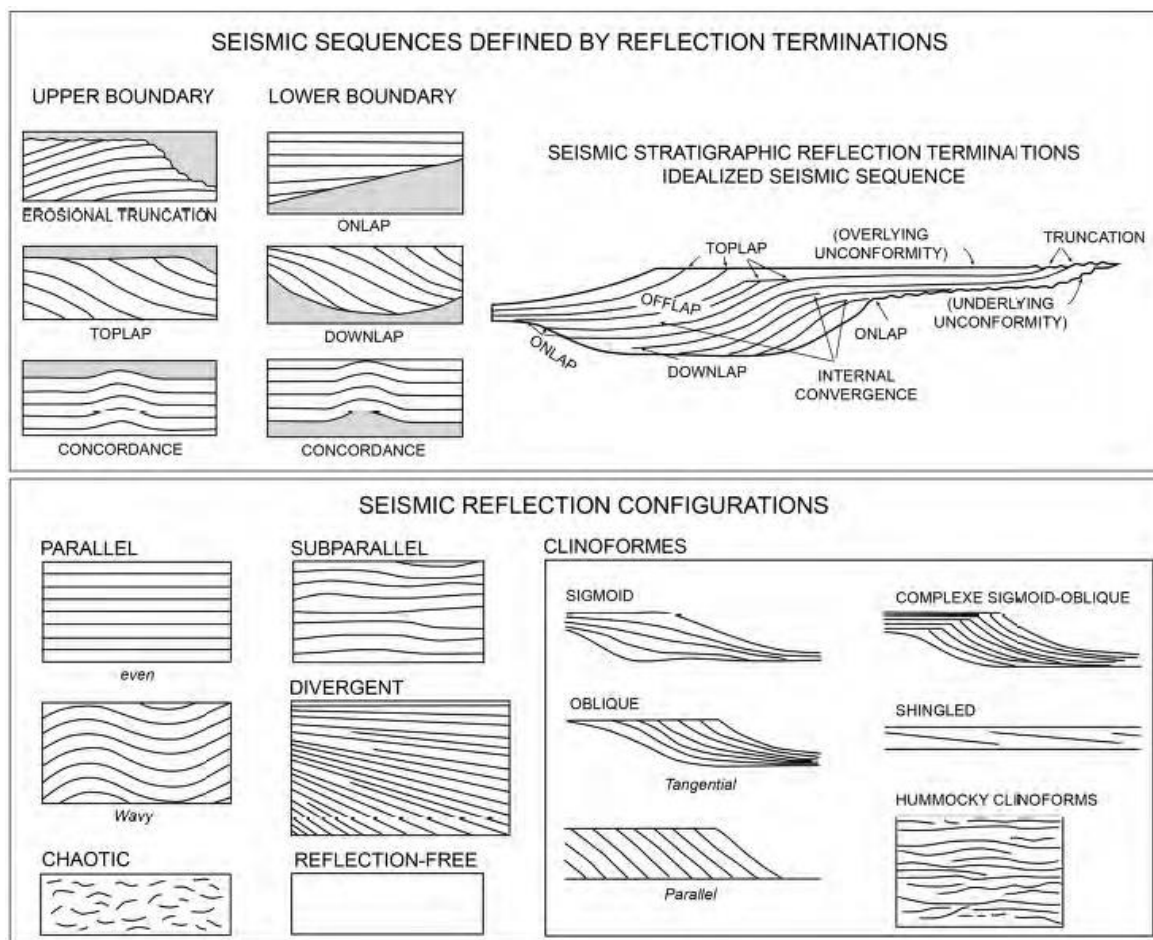 SEISMIC SEQUENCES DEFINED BY REFLECTION TERMINATIONS
UPPER BOUNDARY
LOWER BOUNDARY
EROSIONAL TRUNCATION
ONLAP
TOPLAP
DOWNLAP
CONCORDANCE
CONCORDANCE
SEISMIC STRATIGRAPHIC REFLECTION TERMINATIONS
IDEALIZED SEISMIC SEQUENCE
TOPLAP
(OVERLYING
UNCONFORMITY)
TRUNCATION
OFFLAP
(UNDERLYING
UNCONFORMITY)
ONLAP
ONLAP
DOWNLAP
INTERNAL
CONVERGENCE
SEISMIC REFLECTION CONFIGURATIONS
PARALLEL
SUBPARALLEL
CLINOFORMES
even
SIGMOID
COMPLEXE SIGMOID-OBLIQUE
DIVERGENT
Wavy
OBLIQUE
SHINGLED
Tangential
HUMMOCKY CLINOFORMS
CHAOTIC
REFLECTION-FREE
Parallel